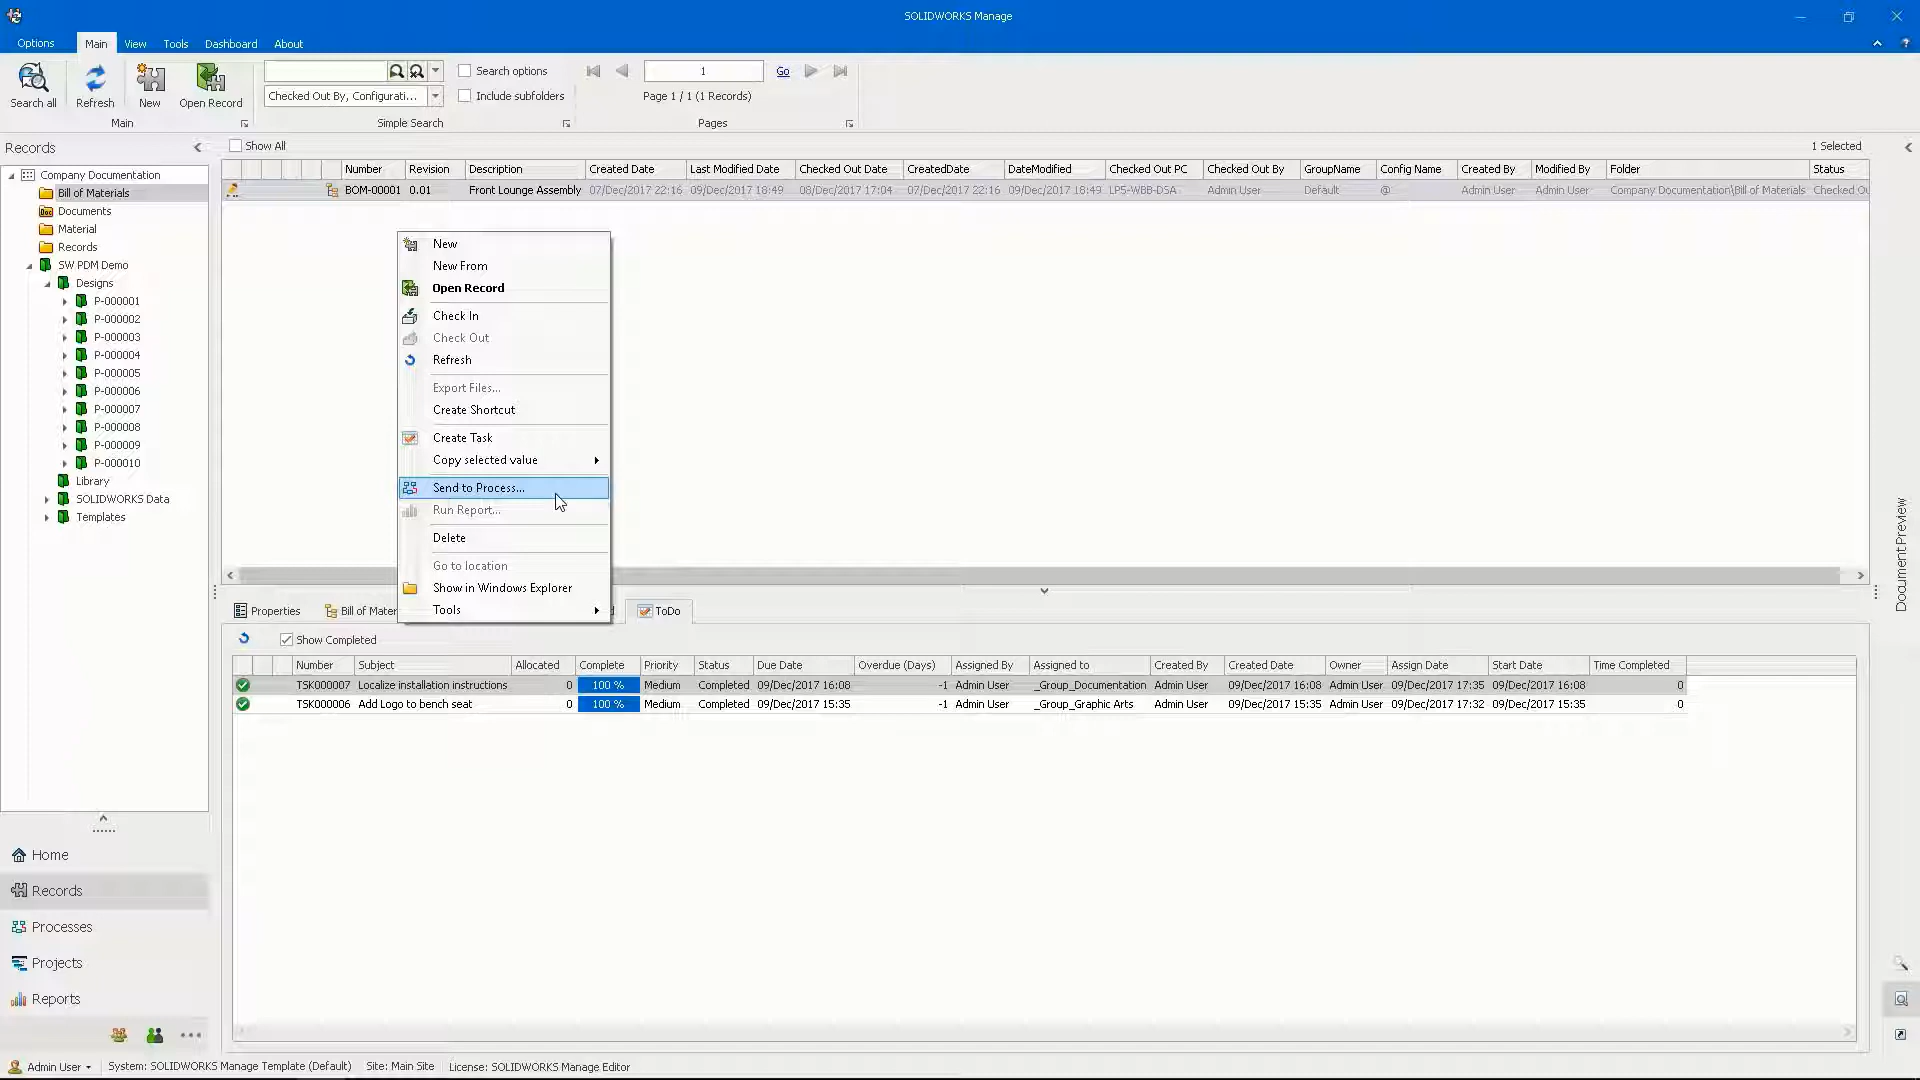 SOLIDWORKS Manage
Options Main View Tools Dashboard About
Search all Refresh New Open Record
Search options
1 Go
Checked Out By, Configurati... Include subfolders
Page 1 / 1 (1 Records)
Main Simple Search Pages
Records
Show All 1 Selected
Number Revision Description Created Date Last Modified Date Checked Out Date CreatedDate DateModified Checked Out PC Checked Out By GroupName Config Name Created By Modified By Folder Status
BOM-00001 0.01 Front Lounge Assembly 07/Dec/2017 22:16 09/Dec/2017 18:49 08/Dec/2017 17:04 07/Dec/2017 22:16 09/Dec/2017 18:49 LP5-WBB-DSA Admin User Default @ Admin User Admin User Company Documentation\Bill of Materials Checked Ou
Company Documentation
Bill of Materials
Documents
Material
Records
SW PDM Demo
Designs
P-000001
P-000002
P-000003
P-000004
P-000005
P-000006
P-000007
P-000008
P-000009
P-000010
Library
SOLIDWORKS Data
Templates
New
New From
Open Record
Check In
Check Out
Refresh
Export Files...
Create Shortcut
Create Task
Copy selected value
Send to Process...
Run Report...
Delete
Go to location
Show in Windows Explorer
Tools
Document Preview
Properties Bill of Mater ToDo
Show Completed
Number Subject Allocated Complete Priority Status Due Date Overdue (Days) Assigned By Assigned to Created By Created Date Owner Assign Date Start Date Time Completed
TSK000007 Localize installation instructions 0 100 % Medium Completed 09/Dec/2017 16:08 -1 Admin User _Group_Documentation Admin User 09/Dec/2017 16:08 Admin User 09/Dec/2017 17:35 09/Dec/2017 16:08 0
TSK000006 Add Logo to bench seat 0 100 % Medium Completed 09/Dec/2017 15:35 -1 Admin User _Group_Graphic Arts Admin User 09/Dec/2017 15:35 Admin User 09/Dec/2017 17:32 09/Dec/2017 15:35 0
Home
Records
Processes
Projects
Reports
Admin User System: SOLIDWORKS Manage Template (Default) Site: Main Site License: SOLIDWORKS Manage Editor